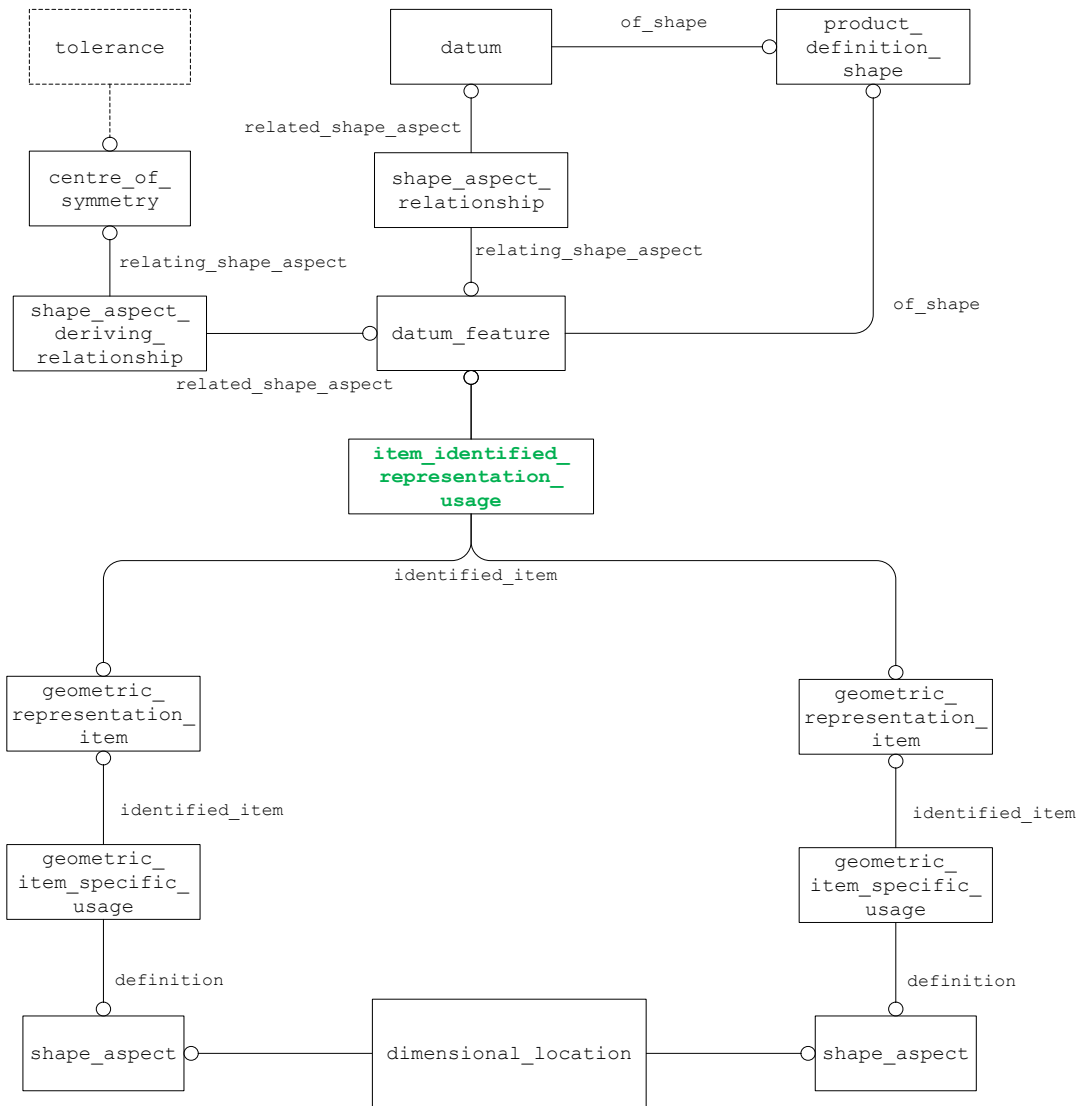 of_shape
tolerance
datum
product_
definition_
shape
related_shape_aspect
centre_of_
symmetry
shape_aspect_
relationship
relating_shape_aspect
relating_shape_aspect
shape_aspect_
deriving_
relationship
datum_feature
of_shape
related_shape_aspect
item_identified_
representation_
usage
identified_item
geometric_
representation_
item
geometric_
representation_
item
identified_item
identified_item
geometric_
item_specific_
usage
geometric_
item_specific_
usage
definition
definition
shape_aspect
dimensional_location
shape_aspect